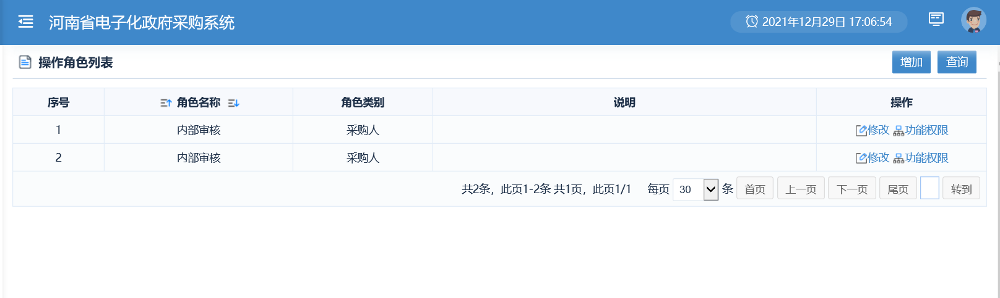 河南省电子化政府采购系统 2021年12月29日 17:06:54
操作角色列表 增加 查询
序号 角色名称 角色类别 说明 操作
1 内部审核 采购人 修改 功能权限
2 内部审核 采购人 修改 功能权限
共2条，此页1-2条 共1页，此页1/1 每页 30 条 首页 上一页 下一页 尾页 转到